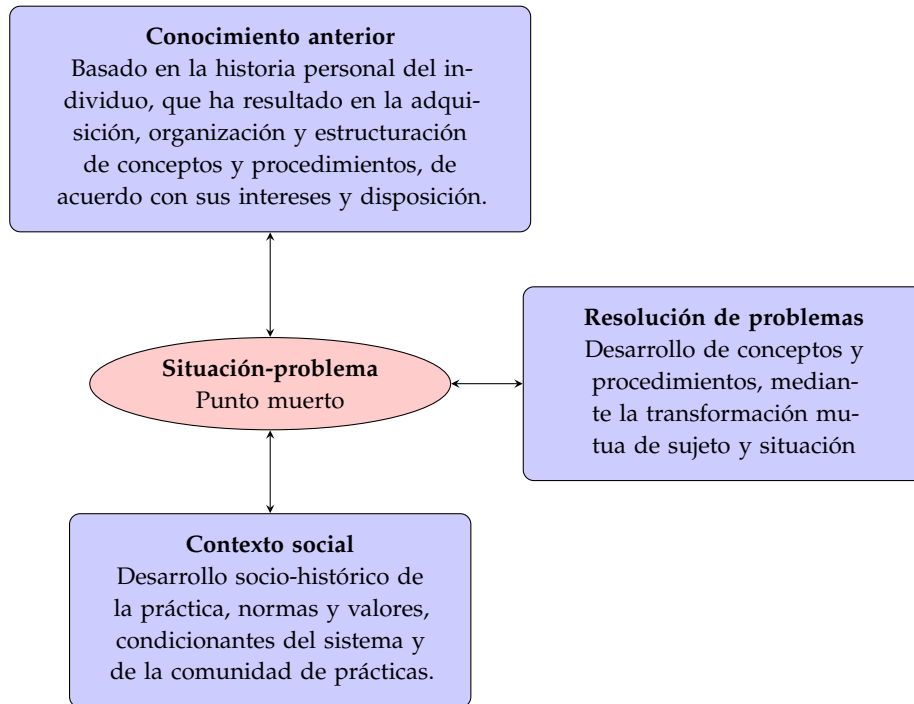 Conocimiento anterior
Basado en la historia personal del in-
dividuo, que ha resultado en la adqui-
sición, organización y estructuración
de conceptos y procedimientos, de
acuerdo con sus intereses y disposición.
Situación-problema
Punto muerto
Resolución de problemas
Desarrollo de conceptos y
procedimientos, median-
te la transformación mu-
tua de sujeto y situación
Contexto social
Desarrollo socio-histórico de
la práctica, normas y valores,
condicionantes del sistema y
de la comunidad de prácticas.